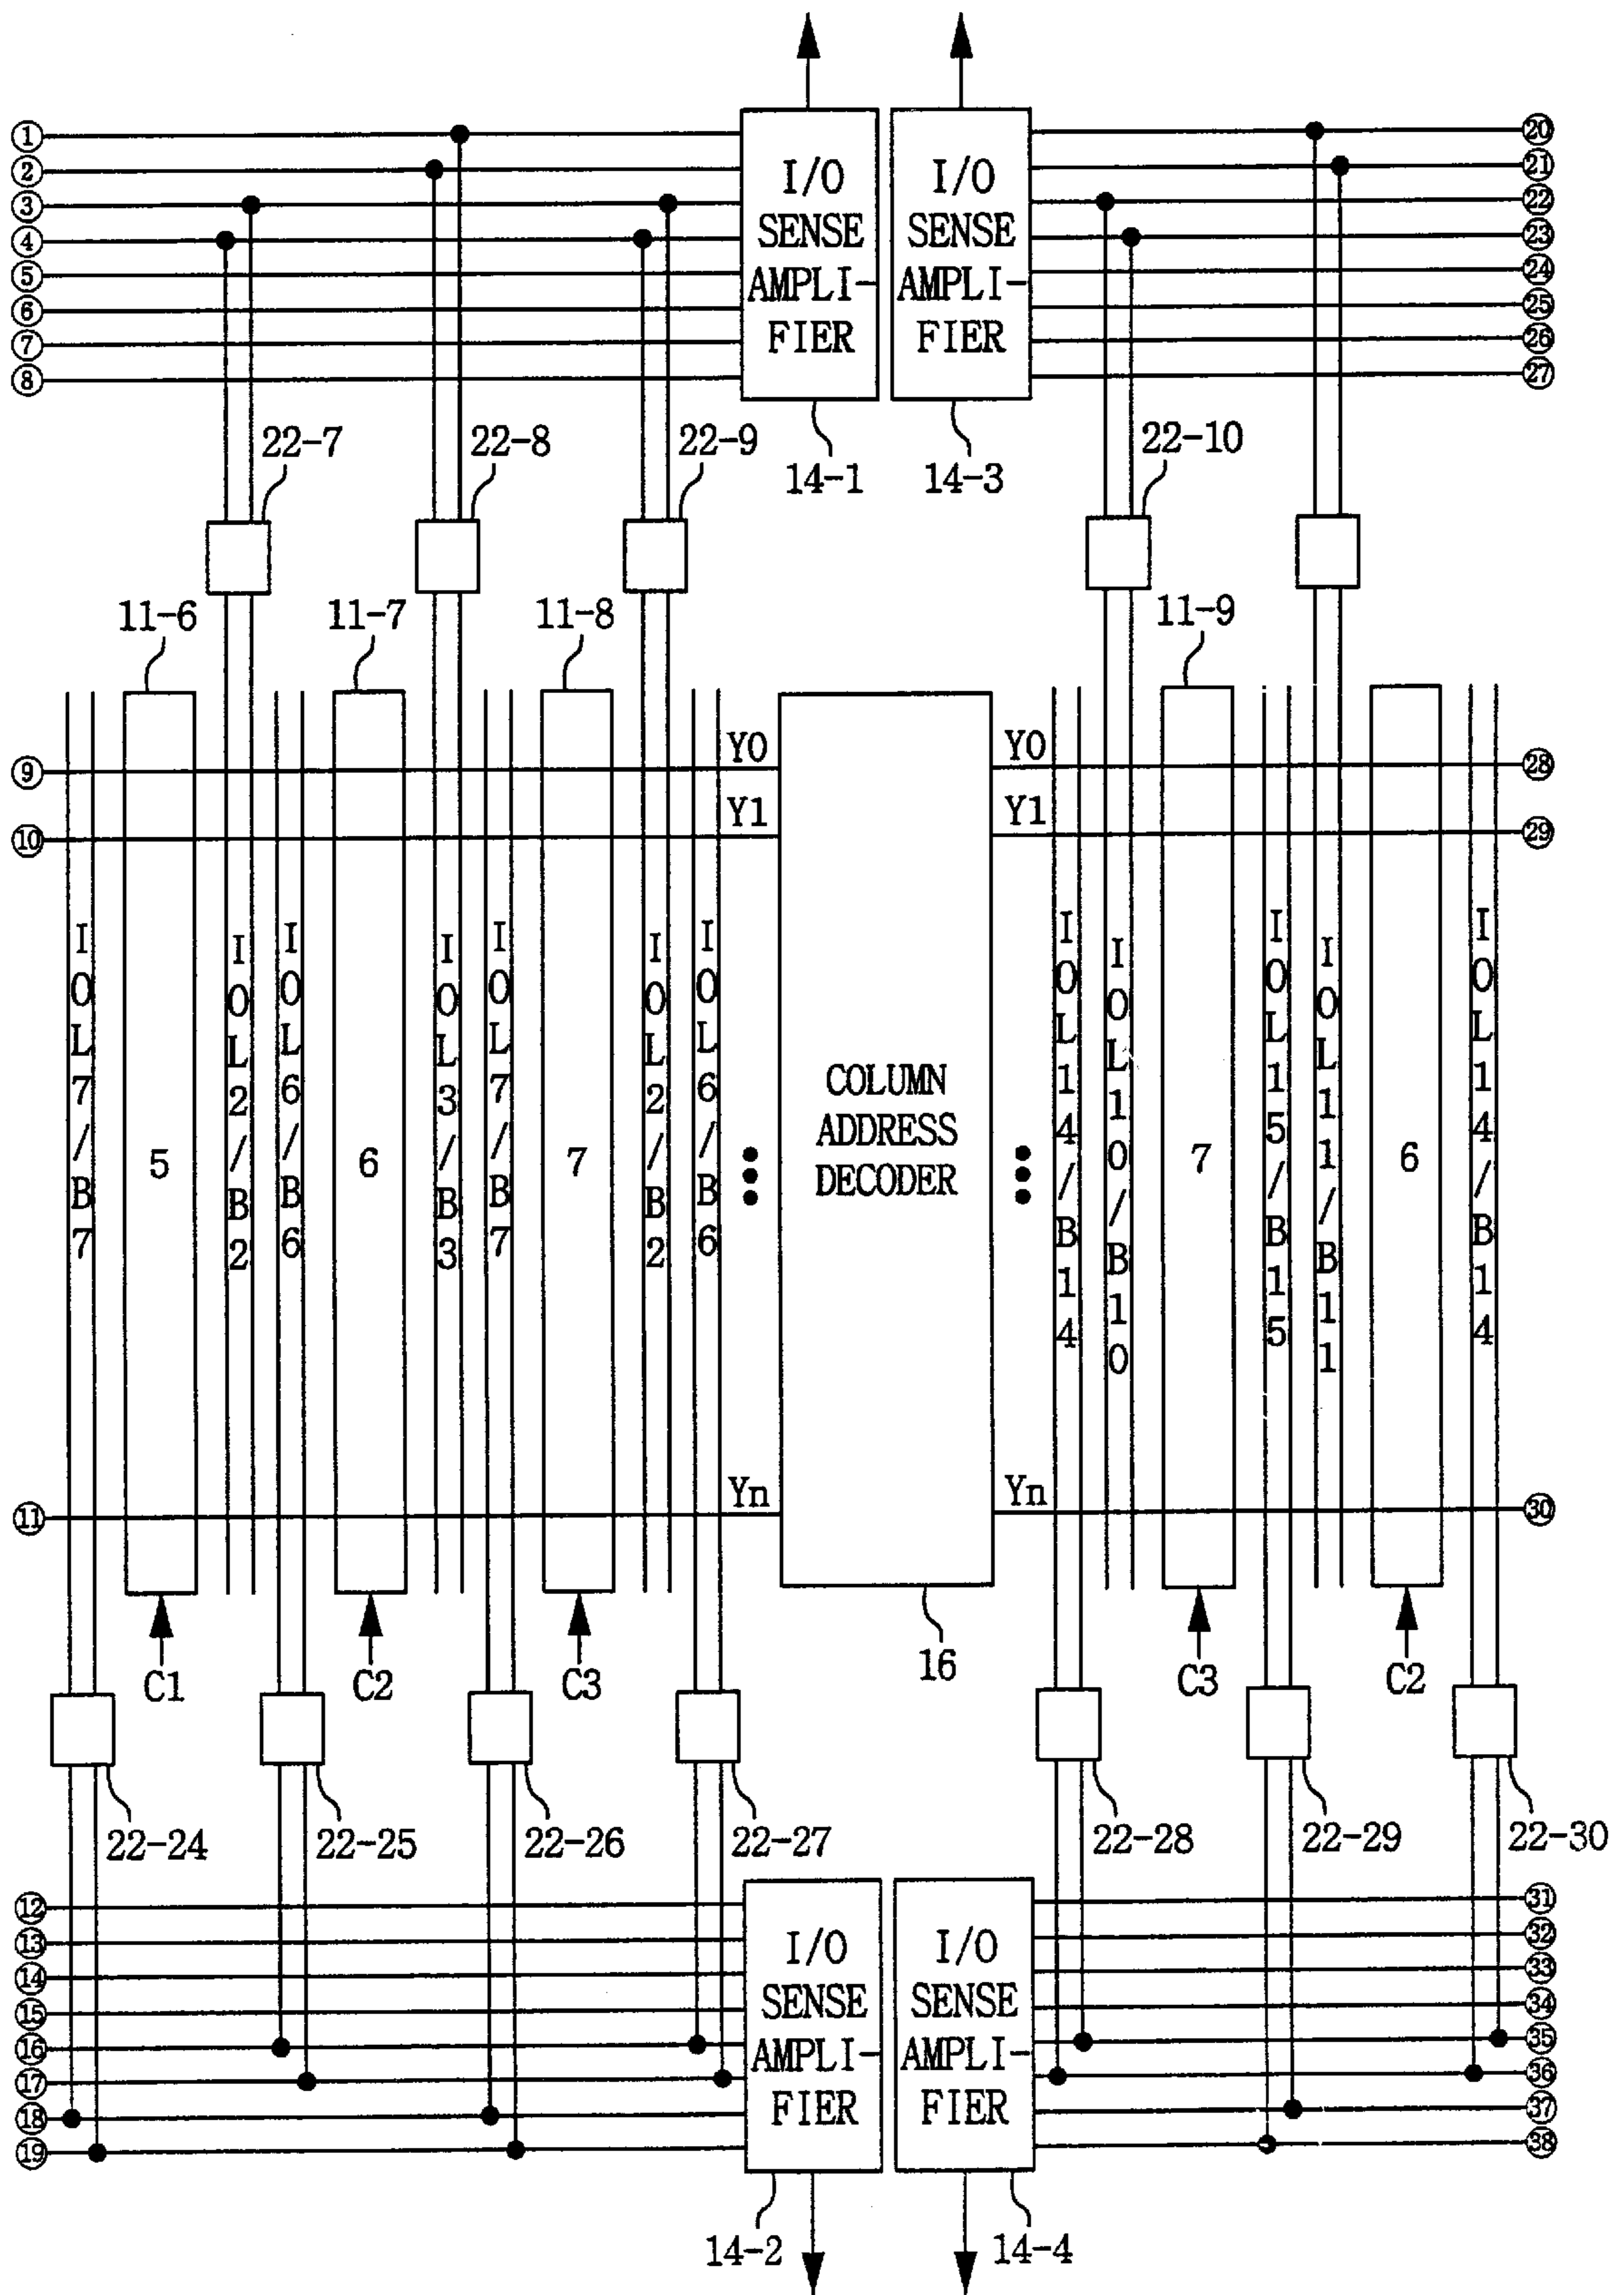 ① ② ③ ④ ⑤ ⑥ ⑦ ⑧
I/O
SENSE
AMPLI-
FIER
I/O
SENSE
AMPLI-
FIER
⑳ ㉑ ㉒ ㉓ ㉔ ㉕ ㉖ ㉗
22-7
22-8
22-9
14-1
14-3
22-10
11-6
11-7
11-8
11-9
⑨
Y0
Y0
㉘
⑩
Y1
Y1
㉙
IOL7/B7
5
IOL2/B2
IOL6/B6
6
IOL3/B3
IOL7/B7
7
IOL2/B2
IOL6/B6
COLUMN
ADDRESS
DECODER
IOL14/B14
IOL10/B10
7
IOL15/B15
IOL11/B11
6
IOL14/B14
⑪
Yn
Yn
㉚
C1
C2
C3
16
C3
C2
22-24
22-25
22-26
22-27
22-28
22-29
22-30
⑫ ⑬ ⑭ ⑮ ⑯ ⑰ ⑱ ⑲
I/O
SENSE
AMPLI-
FIER
I/O
SENSE
AMPLI-
FIER
㉛ ㉜ ㉝ ㉞ ㉟ ㊱ ㊲ ㊳
14-2
14-4